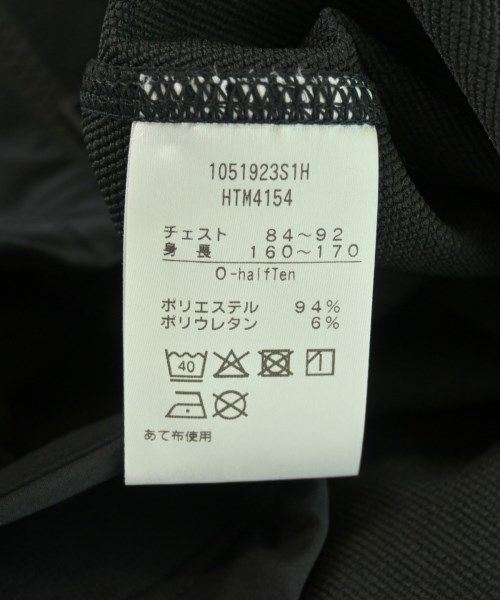 1051923S1H
HTM4154
チェスト 84～92
身長 160～170
O-halfTen
ポリエステル 94%
ポリウレタン 6%
40
あて布使用